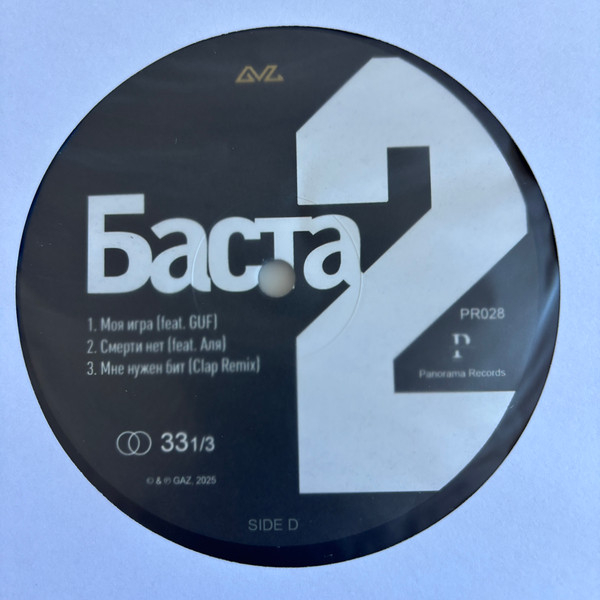 GVZ
Баста 2
1. Моя игра (feat. GUF)
2. Смерти нет (feat. Аля)
3. Мне нужен бит (Clap Remix)
PR028
P
Panorama Records
33 1/3
© & ℗ GAZ, 2025
SIDE D